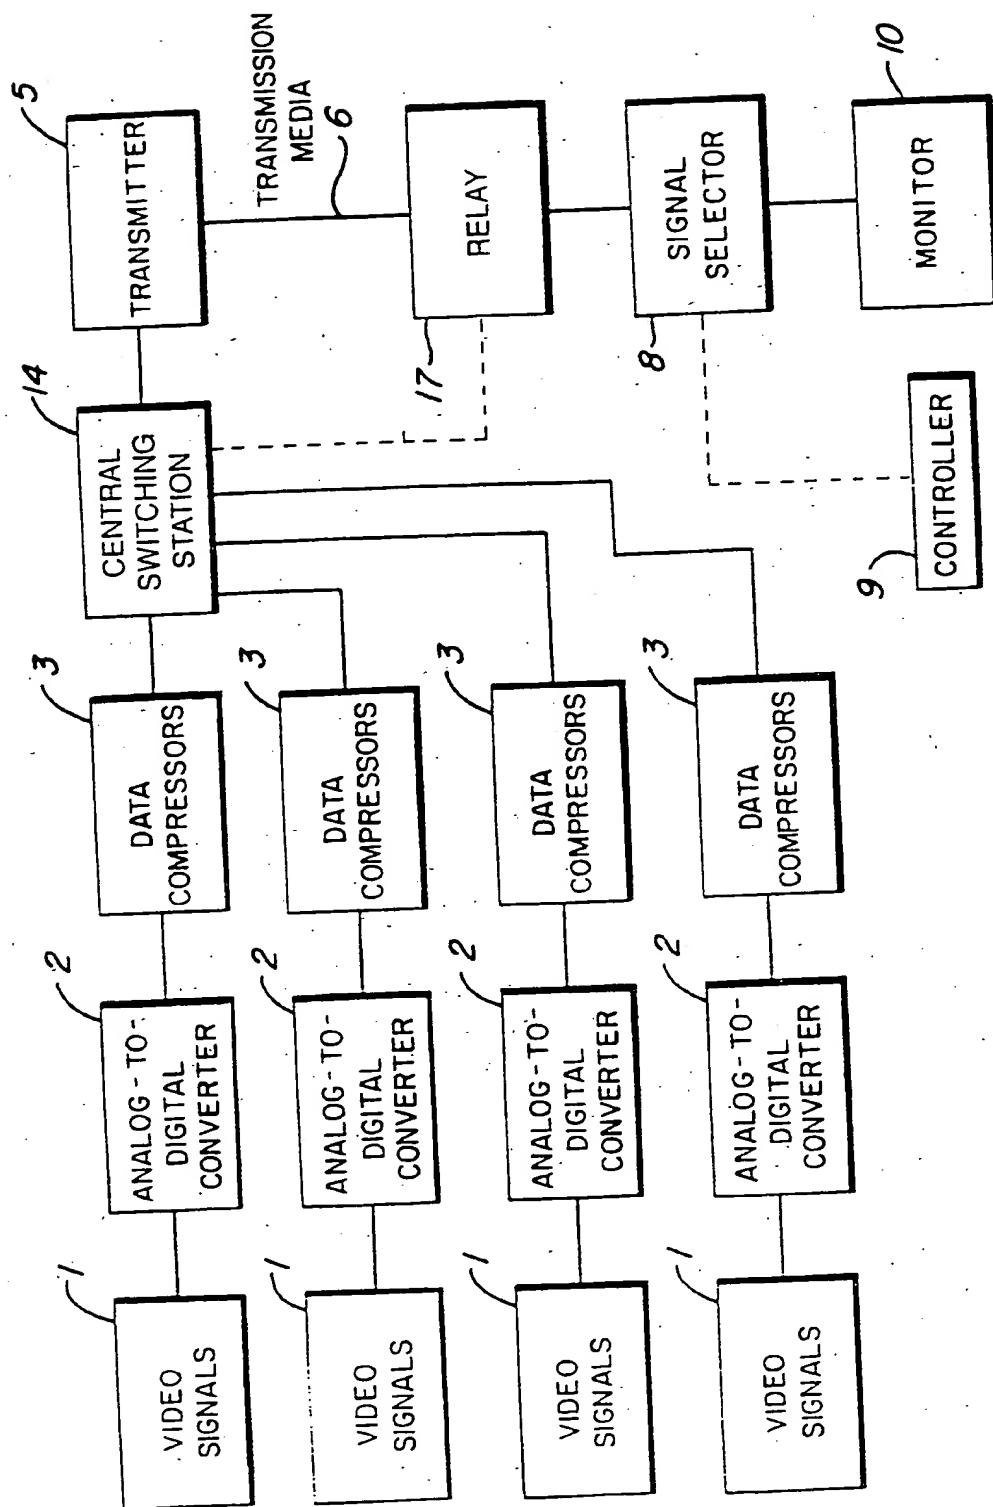 5
TRANSMITTER
TRANSMISSION
MEDIA
6
14
CENTRAL
SWITCHING
STATION
17
RELAY
8
SIGNAL
SELECTOR
10
MONITOR
9
CONTROLLER
1
VIDEO
SIGNALS
2
ANALOG-TO-
DIGITAL
CONVERTER
3
DATA
COMPRESSORS
1
VIDEO
SIGNALS
2
ANALOG-TO-
DIGITAL
CONVERTER
3
DATA
COMPRESSORS
1
VIDEO
SIGNALS
2
ANALOG-TO-
DIGITAL
CONVERTER
3
DATA
COMPRESSORS
1
VIDEO
SIGNALS
2
ANALOG-TO-
DIGITAL
CONVERTER
3
DATA
COMPRESSORS